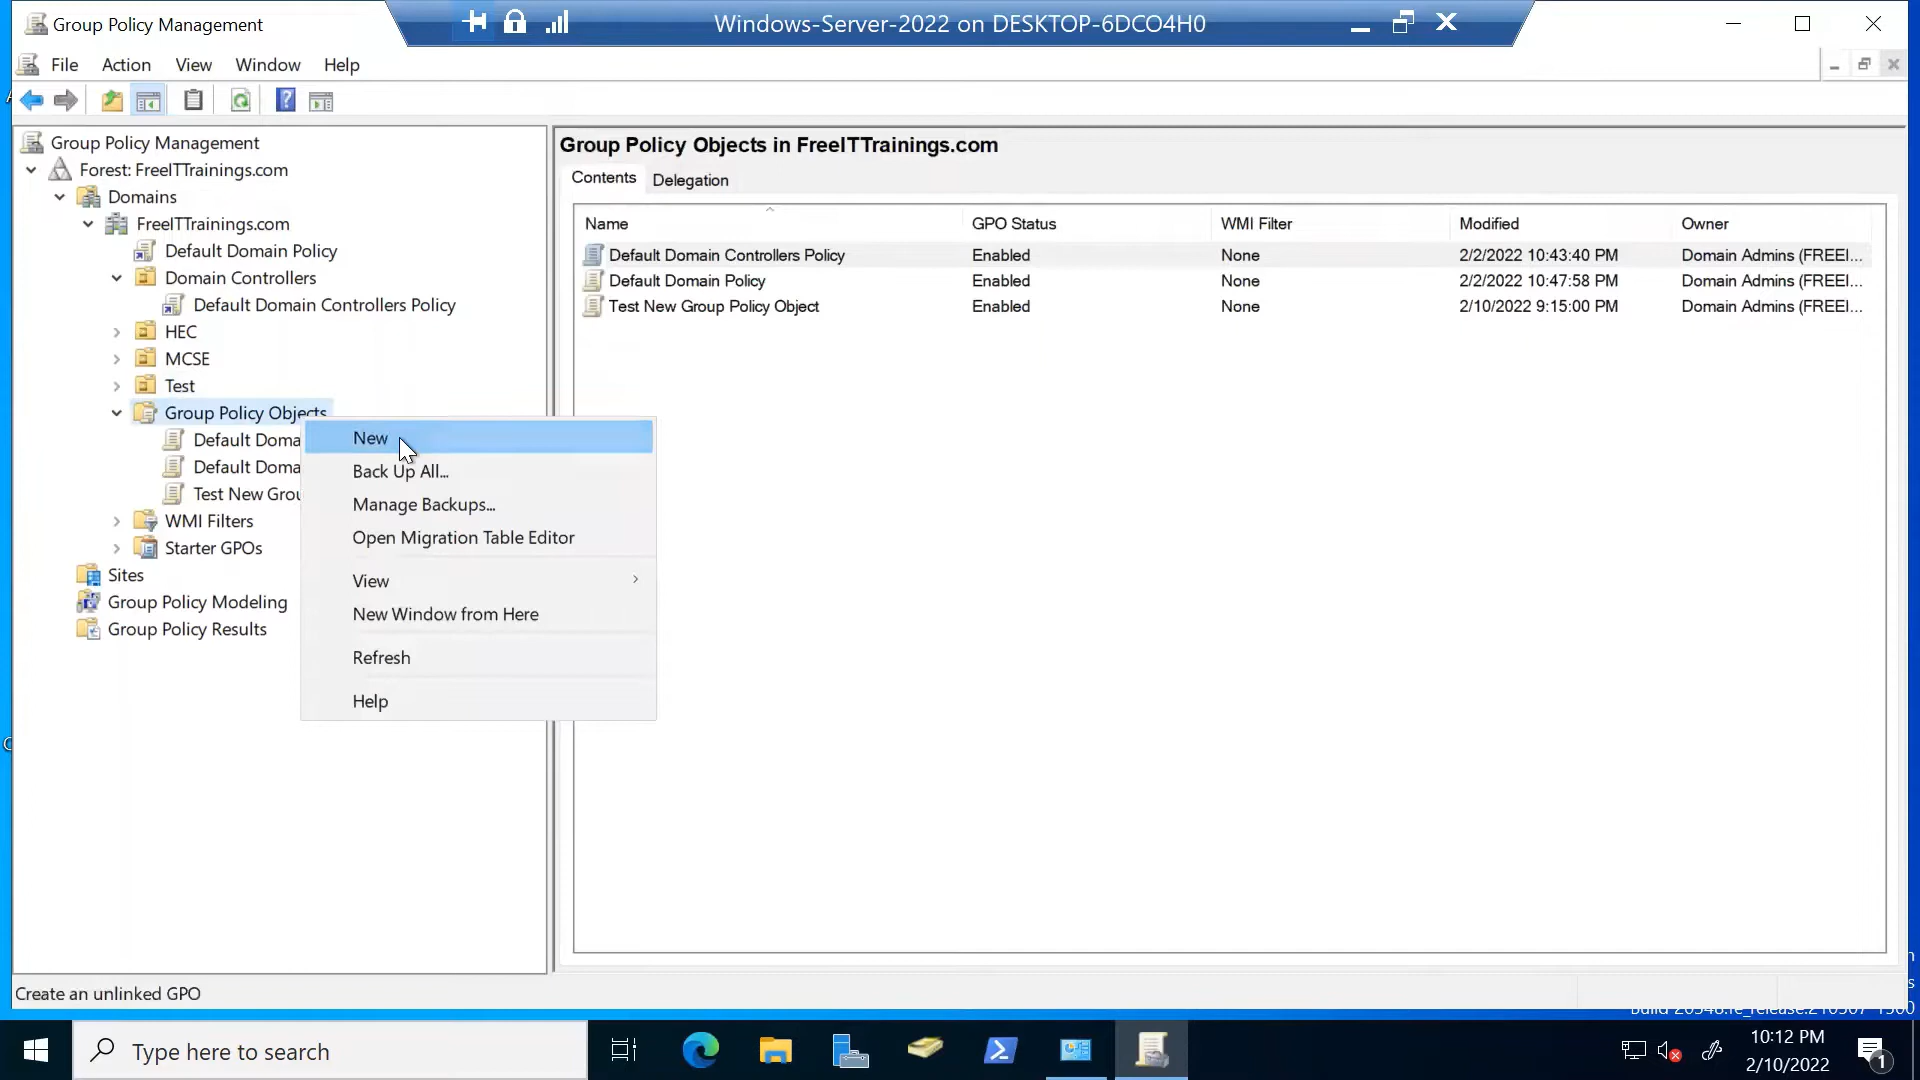 Group Policy Management
Windows-Server-2022 on DESKTOP-6DCO4H0
File Action View Window Help
Group Policy Management
Forest: FreeITTrainings.com
Domains
FreeITTrainings.com
Default Domain Policy
Domain Controllers
Default Domain Controllers Policy
HEC
MCSE
Test
Group Policy Objects
Default Doma
Default Doma
Test New Grou
WMI Filters
Starter GPOs
Sites
Group Policy Modeling
Group Policy Results
New
Back Up All...
Manage Backups...
Open Migration Table Editor
View
New Window from Here
Refresh
Help
Group Policy Objects in FreeITTrainings.com
Contents Delegation
Name GPO Status WMI Filter Modified Owner
Default Domain Controllers Policy Enabled None 2/2/2022 10:43:40 PM Domain Admins (FREEI...
Default Domain Policy Enabled None 2/2/2022 10:47:58 PM Domain Admins (FREEI...
Test New Group Policy Object Enabled None 2/10/2022 9:15:00 PM Domain Admins (FREEI...
Create an unlinked GPO
Type here to search
10:12 PM
2/10/2022
1